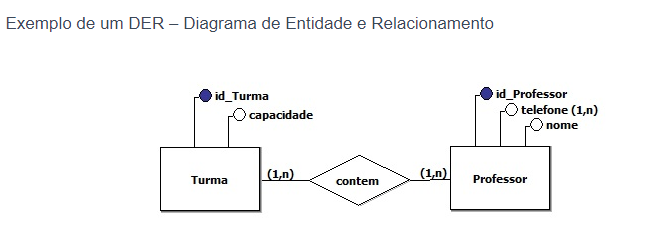 Exemplo de um DER – Diagrama de Entidade e Relacionamento
id_Turma
capacidade
id_Professor
telefone (1,n)
nome
Turma
(1,n)
contem
(1,n)
Professor